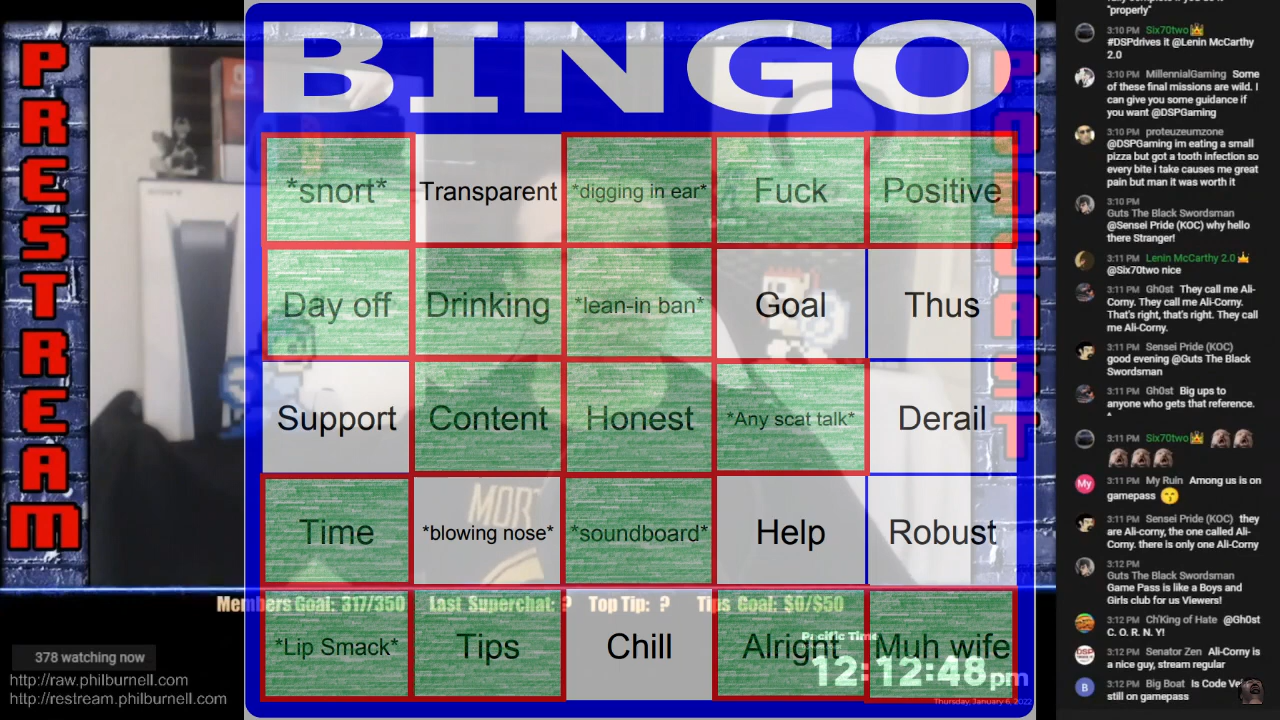 PRESTREAM
BINGO
*snort*
Transparent
*digging in ear*
Fuck
Positive
Day off
Drinking
*lean-in ban*
Goal
Thus
Support
Content
Honest
*Any scat talk*
Derail
Time
*blowing nose*
*soundboard*
Help
Robust
*Lip Smack*
Tips
Chill
Alright
Muh wife
Members Goal: 317/350
Last Superchat: ?
Top Tip: ?
Tips Goal: $0/$50
Pacific Time
12:12:48pm
Thursday, January 6, 2022
378 watching now
http://raw.philburnell.com
http://restream.philburnell.com
"properly"
3:10 PM Six70two
#DSPdrives it @Lenin McCarthy
2.0
3:10 PM MillennialGaming Some
of these final missions are wild. I
can give you some guidance if
you want @DSPGaming
3:10 PM proteuzeumzone
@DSPGaming im eating a small
pizza but got a tooth infection so
every bite i take causes me great
pain but man it was worth it
3:10 PM
Guts The Black Swordsman
@Sensei Pride (KOC) why hello
there Stranger!
3:11 PM Lenin McCarthy 2.0
@Six70two nice
3:11 PM Gh0st They call me Ali-
Corny. They call me Ali-Corny.
That's right, that's right. They call
me Ali-Corny.
3:11 PM Sensei Pride (KOC)
good evening @Guts The Black
Swordsman
3:11 PM Gh0st Big ups to
anyone who gets that reference.
^
3:11 PM Six70two
My
3:11 PM My Ruin Among us is on
gamepass
3:11 PM Sensei Pride (KOC) they
are Ali-corny, the one called Ali-
Corny. there is only one Ali-Corny
3:12 PM
Guts The Black Swordsman
Game Pass is like a Boys and
Girls club for us Viewers!
3:12 PM Ch'King of Hate @Gh0st
C. O. R. N. Y!
3:12 PM Senator Zen Ali-Corny is
a nice guy, stream regular
B
3:12 PM Big Boat Is Code
still on gamepass